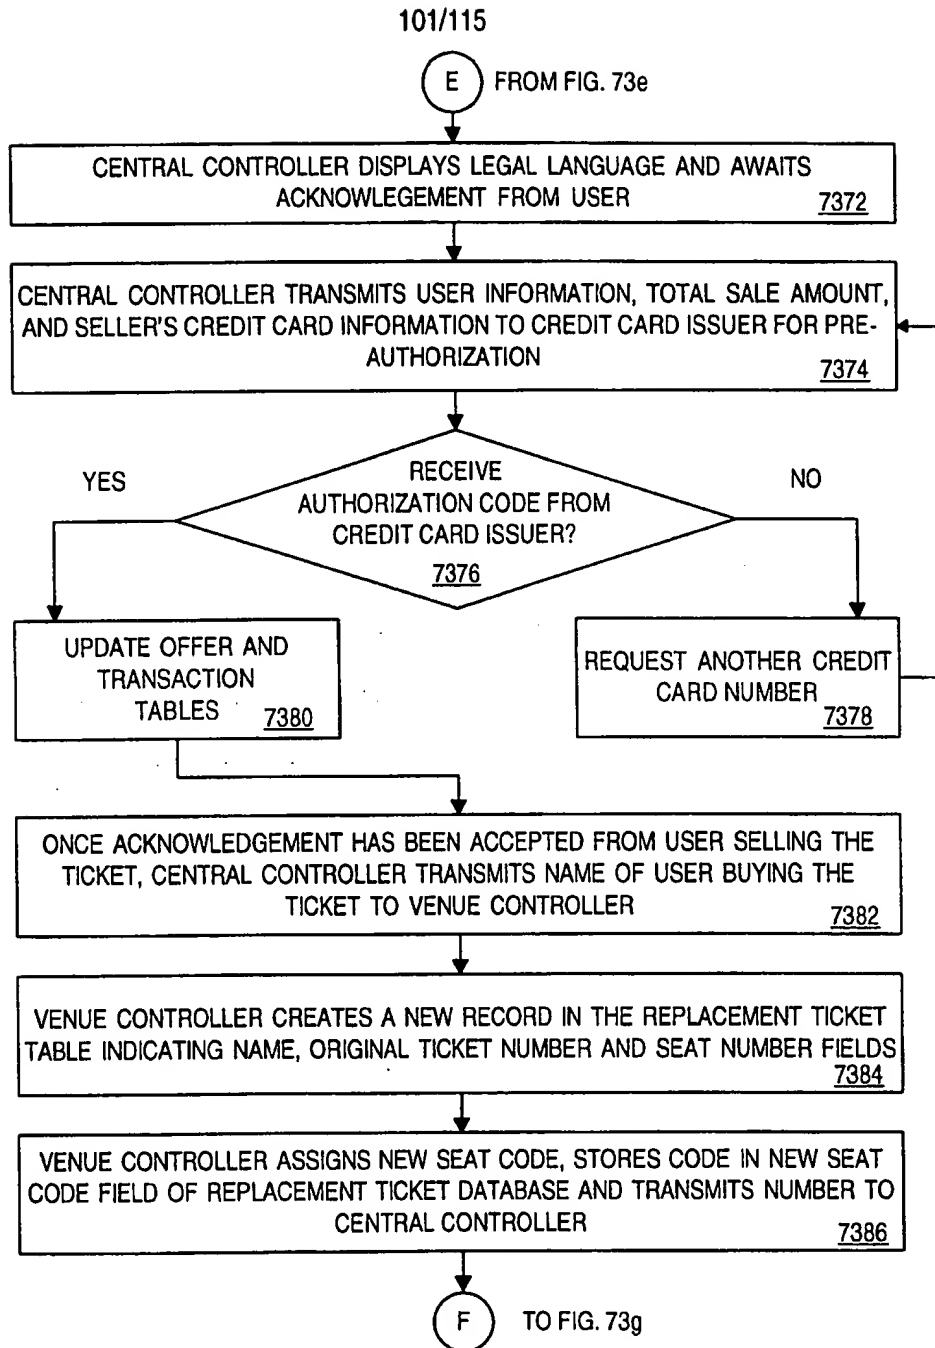 101/115
E FROM FIG. 73e
CENTRAL CONTROLLER DISPLAYS LEGAL LANGUAGE AND AWAITS
ACKNOWLEGEMENT FROM USER 7372
CENTRAL CONTROLLER TRANSMITS USER INFORMATION, TOTAL SALE AMOUNT,
AND SELLER'S CREDIT CARD INFORMATION TO CREDIT CARD ISSUER FOR PRE-
AUTHORIZATION 7374
YES
RECEIVE
AUTHORIZATION CODE FROM
CREDIT CARD ISSUER?
7376
NO
UPDATE OFFER AND
TRANSACTION
TABLES 7380
REQUEST ANOTHER CREDIT
CARD NUMBER 7378
ONCE ACKNOWLEDGEMENT HAS BEEN ACCEPTED FROM USER SELLING THE
TICKET, CENTRAL CONTROLLER TRANSMITS NAME OF USER BUYING THE
TICKET TO VENUE CONTROLLER 7382
VENUE CONTROLLER CREATES A NEW RECORD IN THE REPLACEMENT TICKET
TABLE INDICATING NAME, ORIGINAL TICKET NUMBER AND SEAT NUMBER FIELDS
7384
VENUE CONTROLLER ASSIGNS NEW SEAT CODE, STORES CODE IN NEW SEAT
CODE FIELD OF REPLACEMENT TICKET DATABASE AND TRANSMITS NUMBER TO
CENTRAL CONTROLLER 7386
F TO FIG. 73g